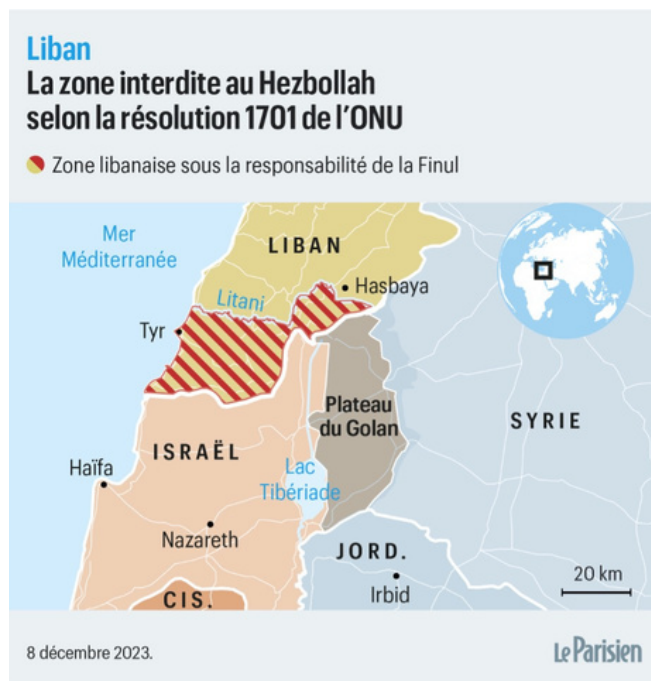 Liban
La zone interdite au Hezbollah
selon la résolution 1701 de l'ONU
Zone libanaise sous la responsabilité de la Finul
Mer
Méditerranée
LIBAN
Litani
Hasbaya
Tyr
Plateau
du Golan
SYRIE
ISRAËL
Haïfa
Lac
Tibériade
Nazareth
JORD.
20 km
CIS.
Irbid
8 décembre 2023.
Le Parisien